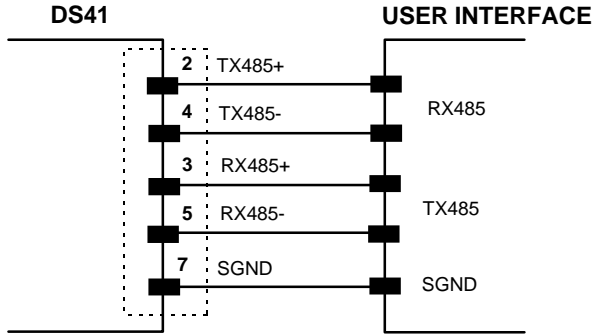 DS41 USER INTERFACE
2 TX485+
RX485
4 TX485-
3 RX485+
TX485
5 RX485-
7 SGND SGND